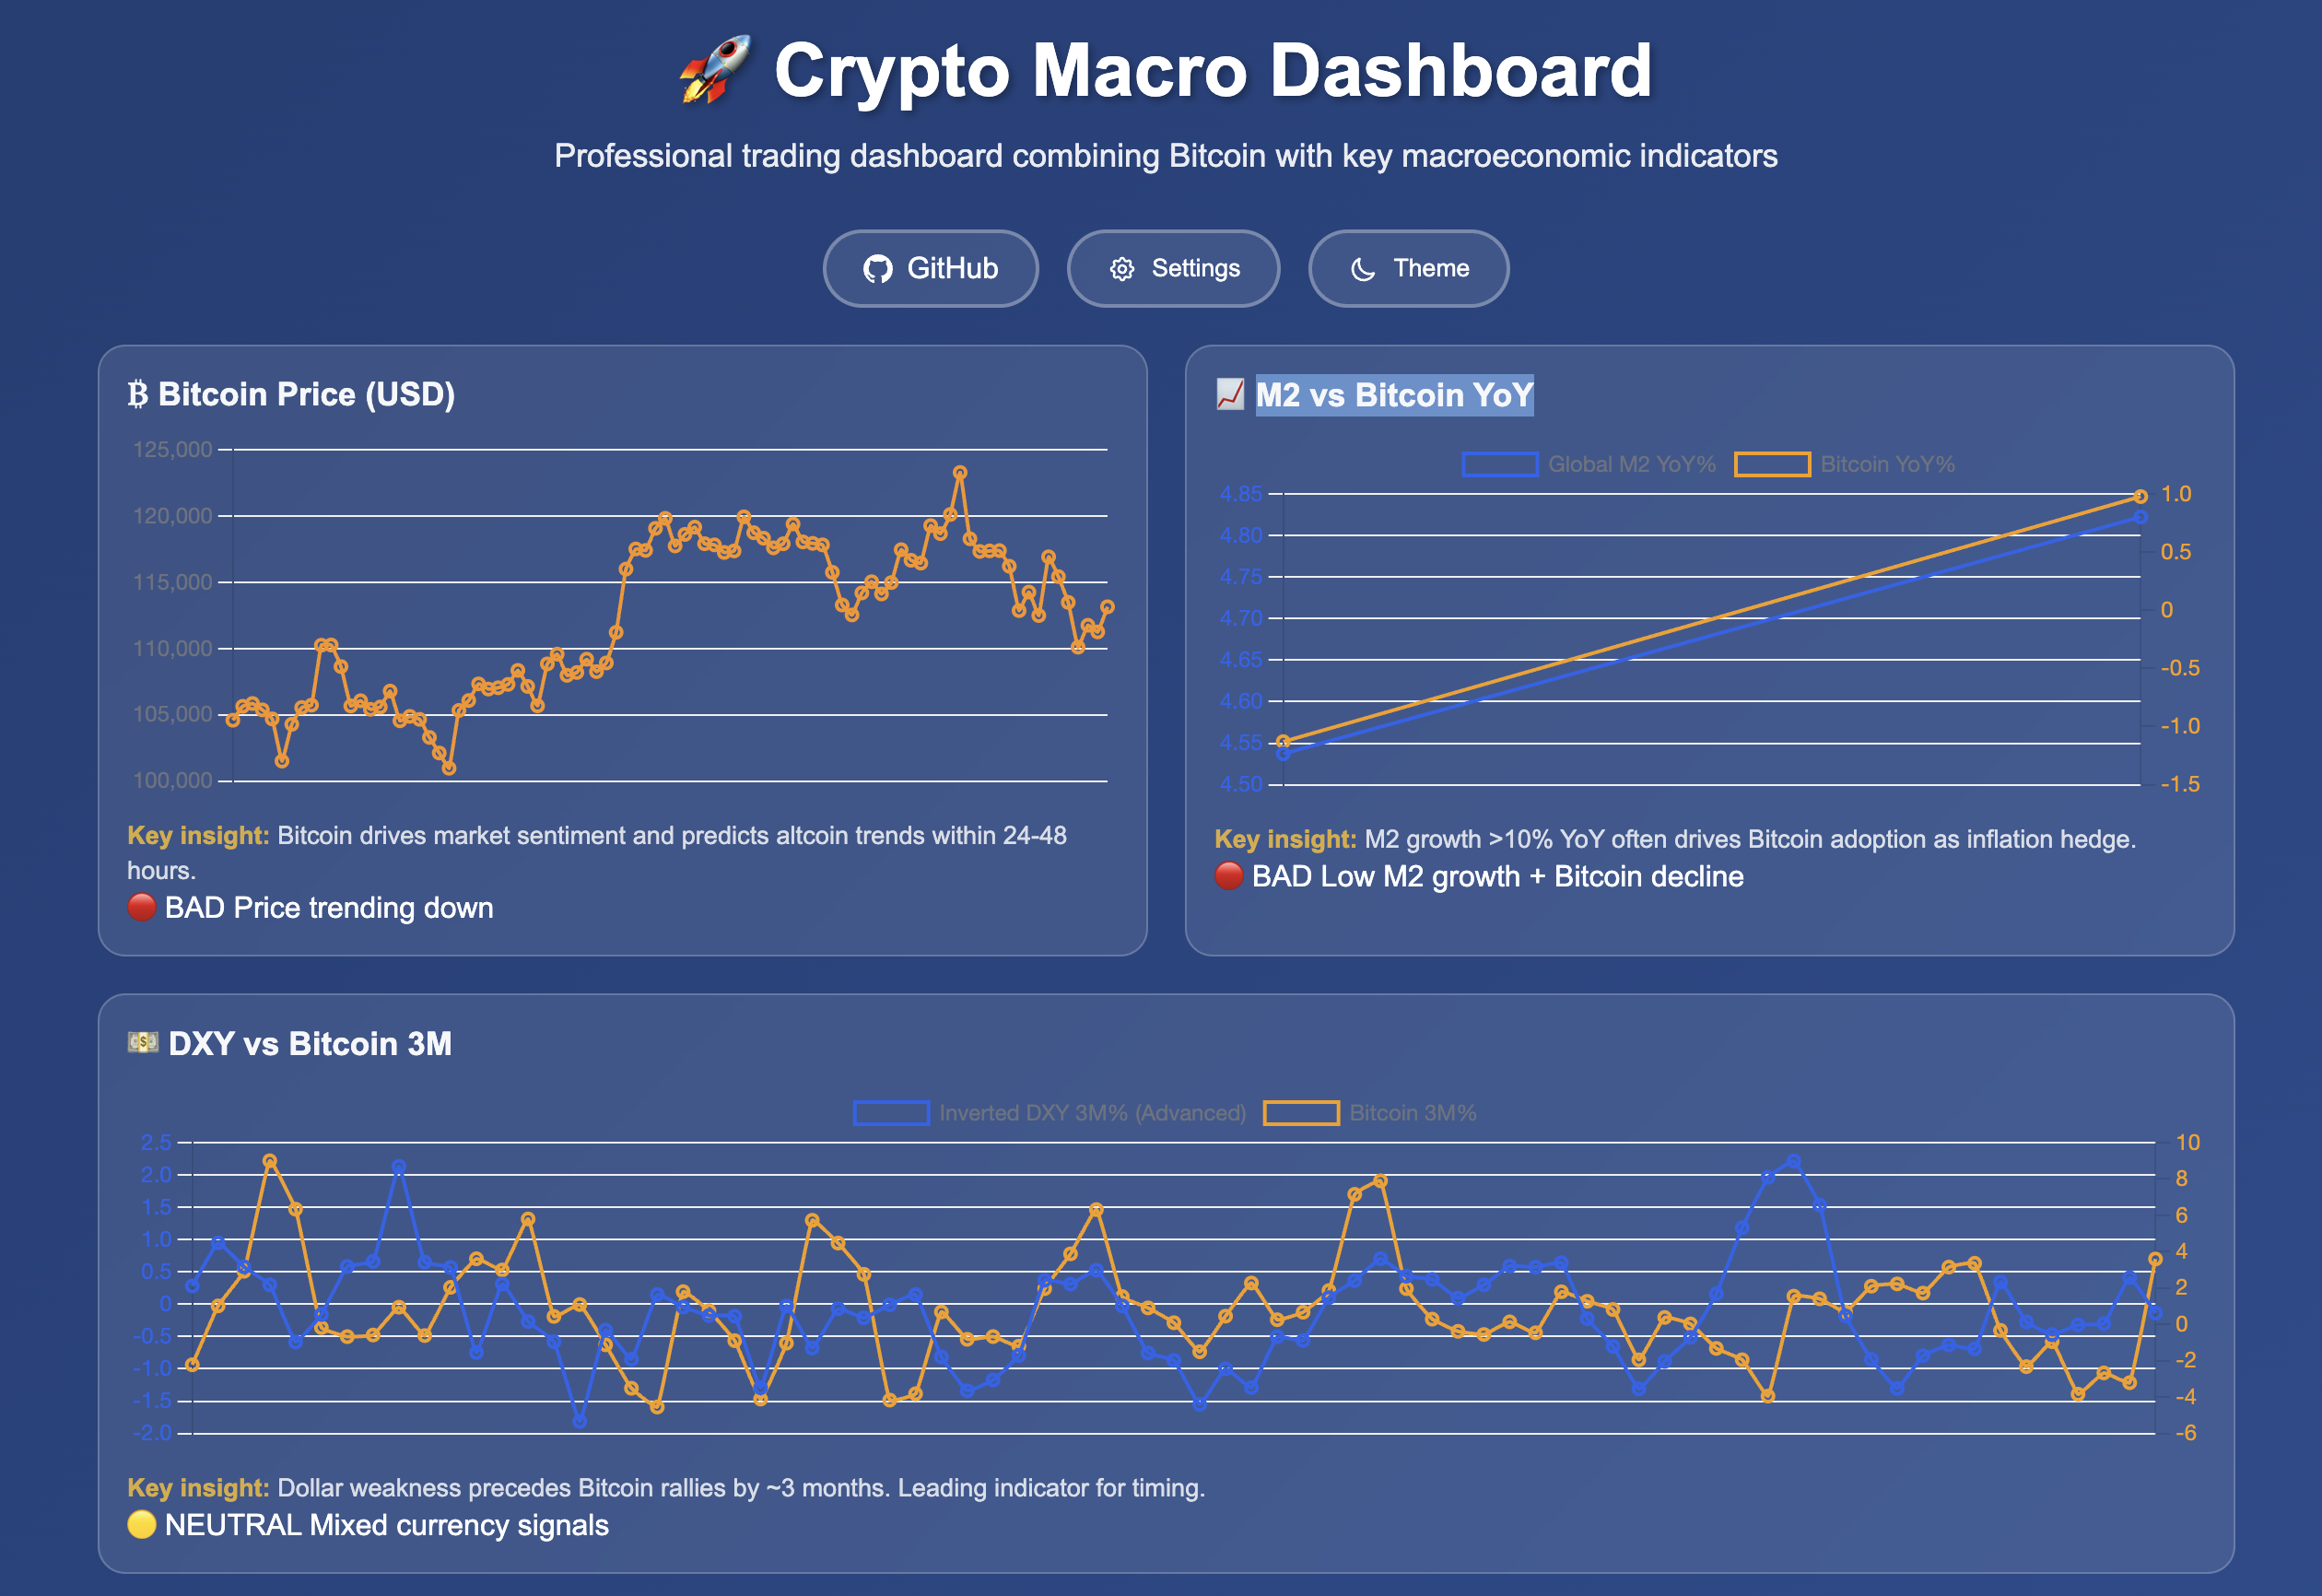 🚀 Crypto Macro Dashboard
Professional trading dashboard combining Bitcoin with key macroeconomic indicators
GitHub
Settings
Theme
₿ Bitcoin Price (USD)
125,000
120,000
115,000
110,000
105,000
100,000
Key insight: Bitcoin drives market sentiment and predicts altcoin trends within 24-48
hours.
🔴 BAD Price trending down
📈 M2 vs Bitcoin YoY
Global M2 YoY% Bitcoin YoY%
4.85
4.80
4.75
4.70
4.65
4.60
4.55
4.50
1.0
0.5
0
-0.5
-1.0
-1.5
Key insight: M2 growth >10% YoY often drives Bitcoin adoption as inflation hedge.
🔴 BAD Low M2 growth + Bitcoin decline
💵 DXY vs Bitcoin 3M
Inverted DXY 3M% (Advanced) Bitcoin 3M%
2.5
2.0
1.5
1.0
0.5
0
-0.5
-1.0
-1.5
-2.0
10
8
6
4
2
0
-2
-4
-6
Key insight: Dollar weakness precedes Bitcoin rallies by ~3 months. Leading indicator for timing.
🟡 NEUTRAL Mixed currency signals